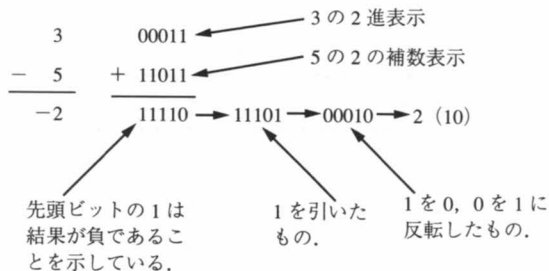 3 00011 3の2進表示
− 5 + 11011 5の2の補数表示
−2 11110 11101 00010 2 (10)
先頭ビットの1は
結果が負であるこ
とを示している.
1を引いた
もの.
1を0,0を1に
反転したもの.